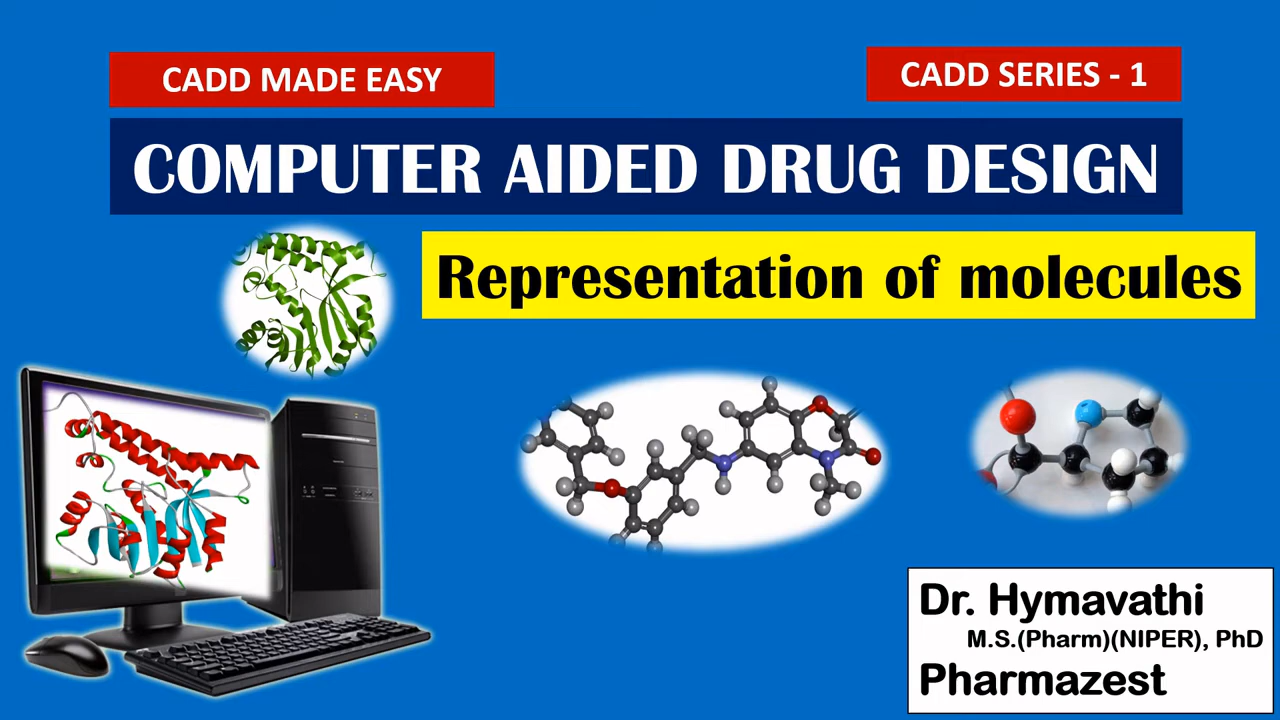 CADD MADE EASY
CADD SERIES - 1
COMPUTER AIDED DRUG DESIGN
Representation of molecules
Dr. Hymavathi
M.S.(Pharm)(NIPER), PhD
Pharmazest